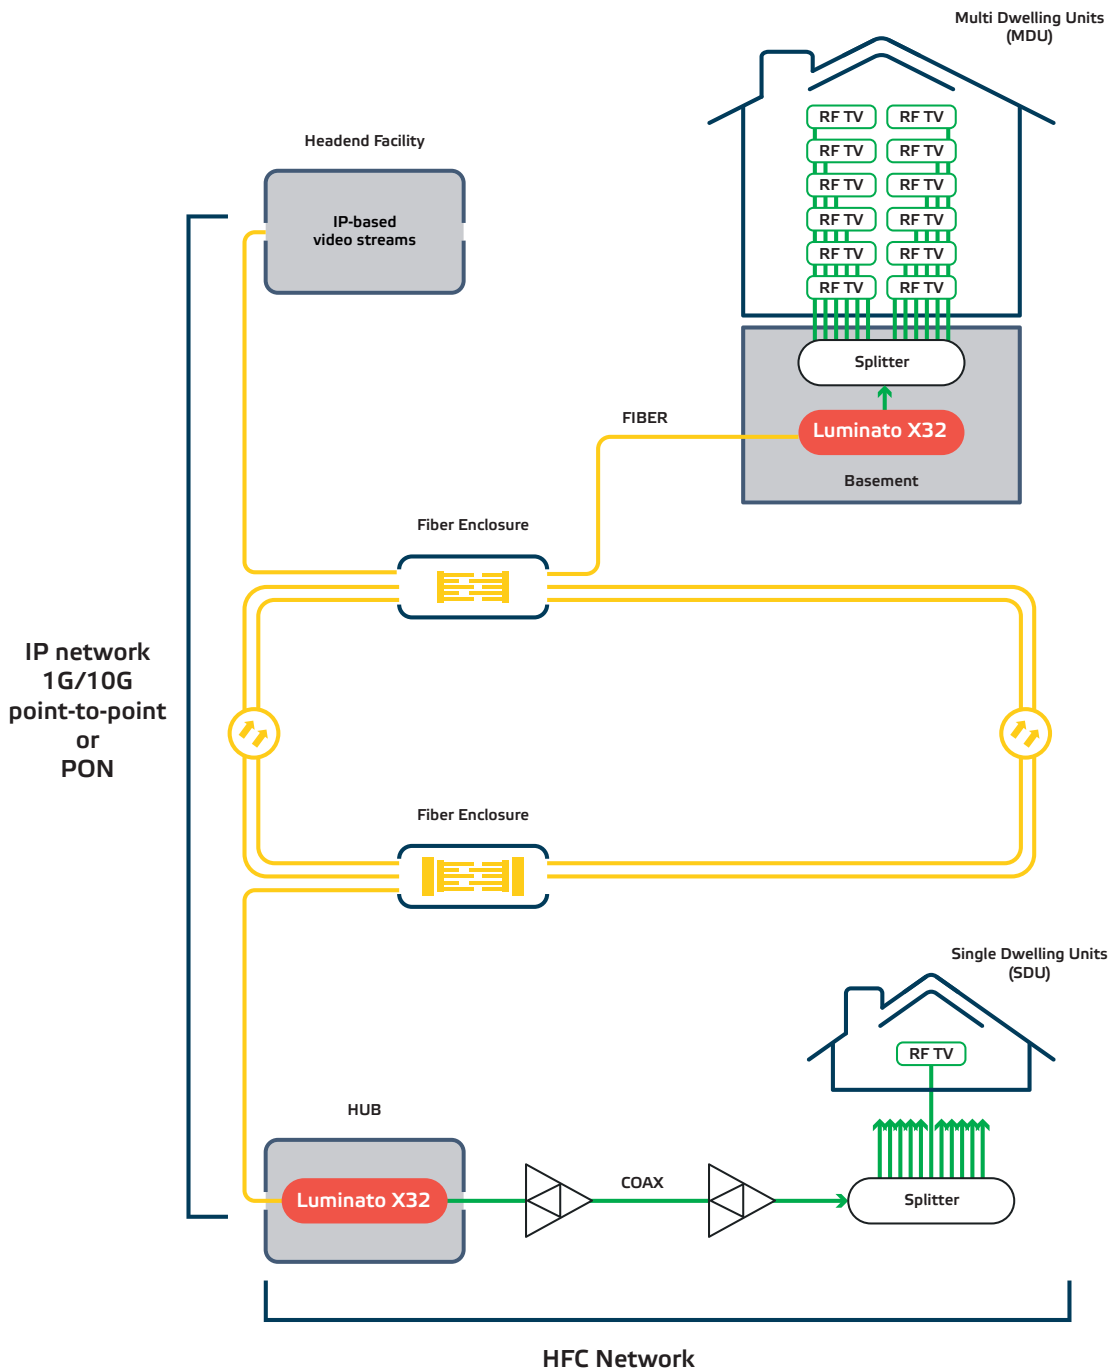 Multi Dwelling Units
(MDU)
RF TV RF TV
RF TV RF TV
RF TV RF TV
RF TV RF TV
RF TV RF TV
RF TV RF TV
Splitter
Luminato X32
Basement
Headend Facility
IP-based
video streams
FIBER
Fiber Enclosure
IP network
1G/10G
point-to-point
or
PON
Fiber Enclosure
Single Dwelling Units
(SDU)
RF TV
HUB
Luminato X32
COAX
Splitter
HFC Network